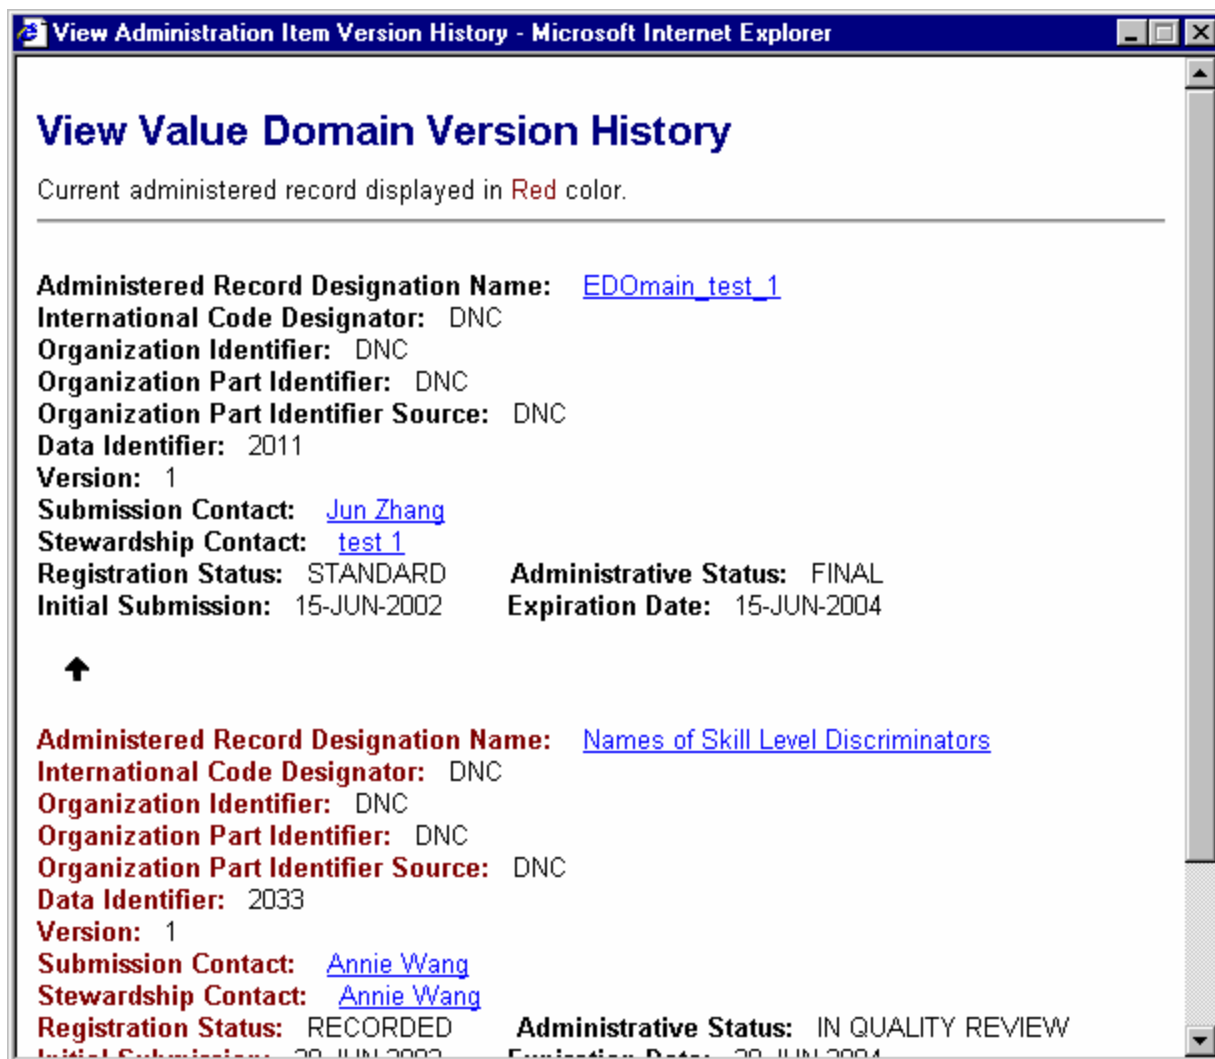 View Administration Item Version History - Microsoft Internet Explorer
View Value Domain Version History
Current administered record displayed in Red color.
Administered Record Designation Name: EDOmain_test_1
International Code Designator: DNC
Organization Identifier: DNC
Organization Part Identifier: DNC
Organization Part Identifier Source: DNC
Data Identifier: 2011
Version: 1
Submission Contact: Jun Zhang
Stewardship Contact: test 1
Registration Status: STANDARD Administrative Status: FINAL
Initial Submission: 15-JUN-2002 Expiration Date: 15-JUN-2004
Administered Record Designation Name: Names of Skill Level Discriminators
International Code Designator: DNC
Organization Identifier: DNC
Organization Part Identifier: DNC
Organization Part Identifier Source: DNC
Data Identifier: 2033
Version: 1
Submission Contact: Annie Wang
Stewardship Contact: Annie Wang
Registration Status: RECORDED Administrative Status: IN QUALITY REVIEW
Initial Submission: Expiration Date: